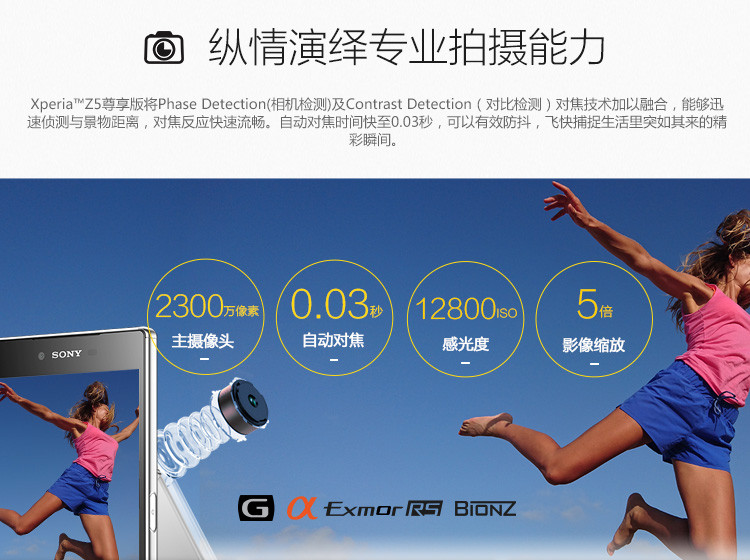 纵情演绎专业拍摄能力
Xperia™Z5尊享版将Phase Detection(相机检测)及Contrast Detection（对比检测）对焦技术加以融合，能够迅
速侦测与景物距离，对焦反应快速流畅。自动对焦时间快至0.03秒，可以有效防抖，飞快捕捉生活里突如其来的精
彩瞬间。
2300万像素
主摄像头
0.03秒
自动对焦
12800ISO
感光度
5倍
影像缩放
SONY
G α Exmor RS BIONZ